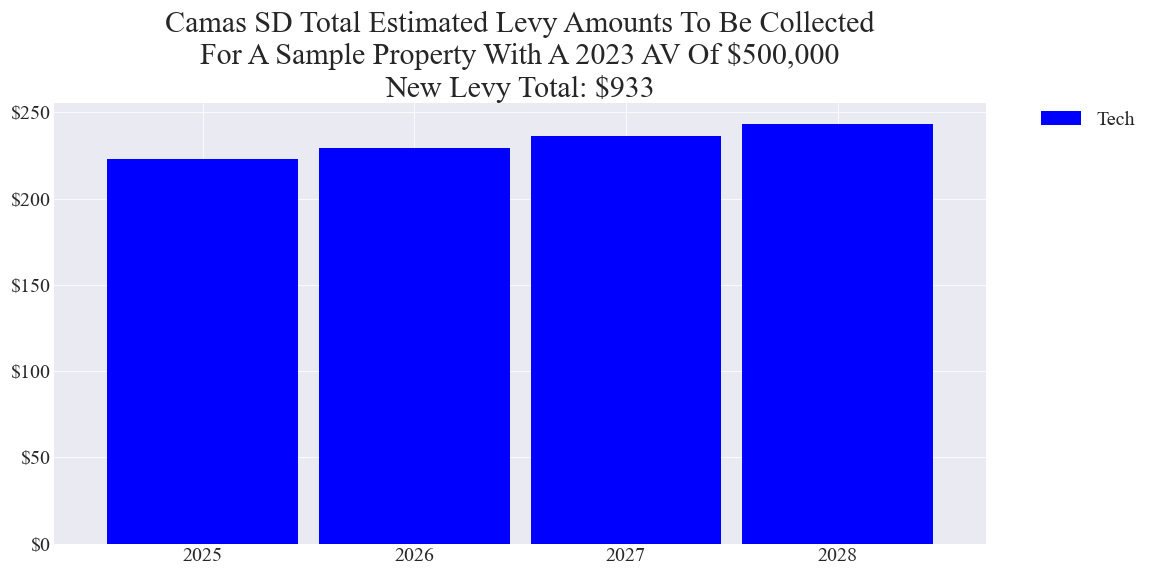 Camas SD Total Estimated Levy Amounts To Be Collected
For A Sample Property With A 2023 AV Of $500,000
New Levy Total: $933
Tech
$250
$200
$150
$100
$50
$0
2025 2026 2027 2028